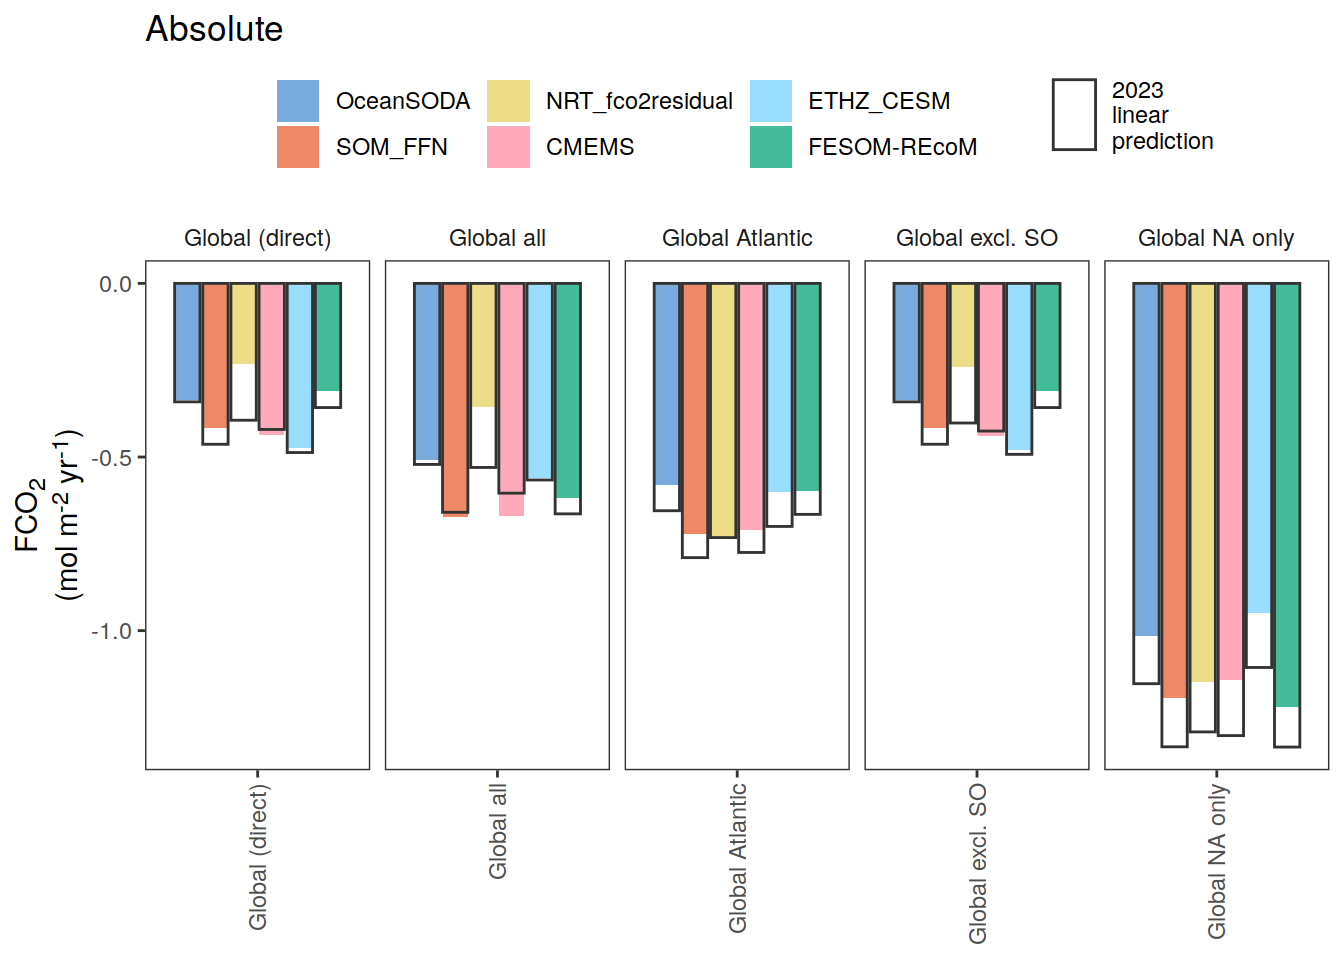 Absolute
OceanSODA
NRT_fco2residual
ETHZ_CESM
SOM_FFN
CMEMS
FESOM-REcoM
2023
linear
prediction
Global (direct)
Global all
Global Atlantic
Global excl. SO
Global NA only
FCO2
(mol m-2 yr-1)
0.0
-0.5
-1.0
Global (direct)
Global all
Global Atlantic
Global excl. SO
Global NA only